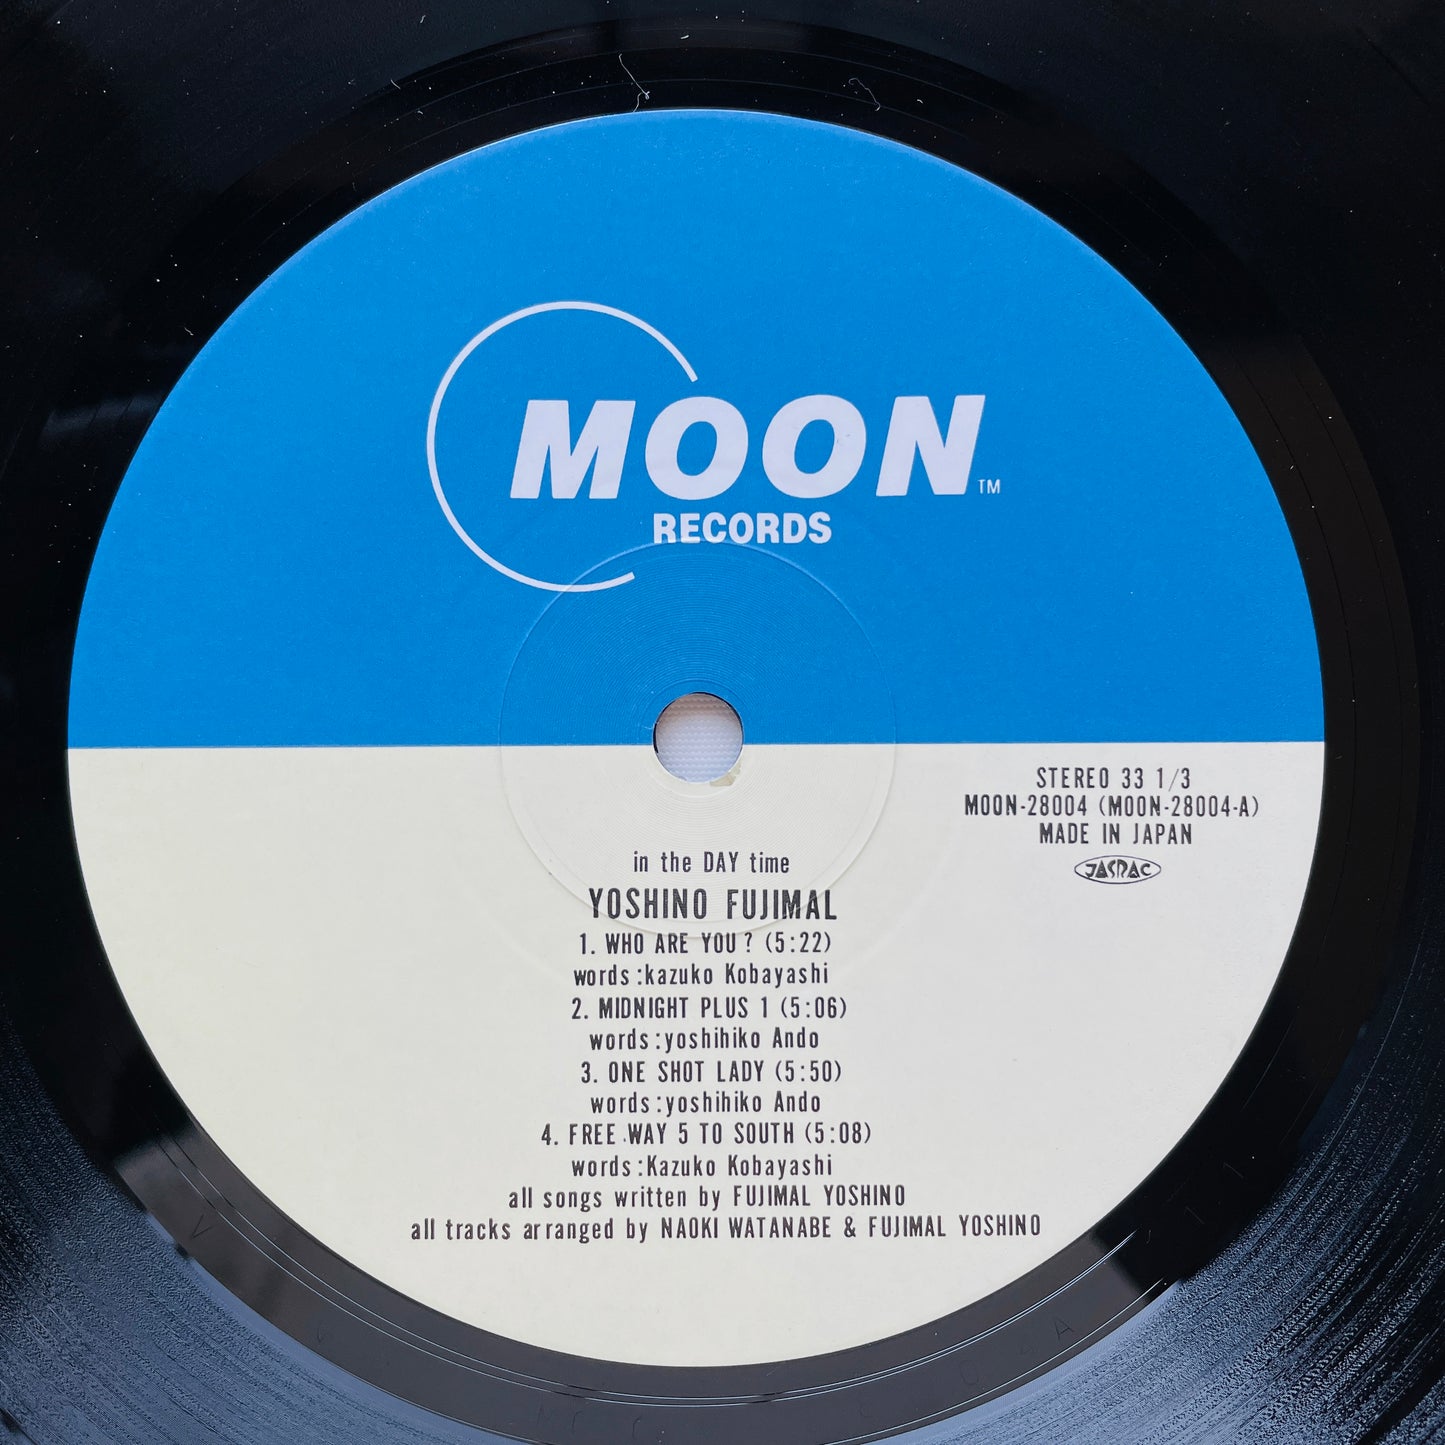 MOON TM
RECORDS
STEREO 33 1/3
MOON-28004 (MOON-28004-A)
MADE IN JAPAN
JASRAC
in the DAY time
YOSHINO FUJIMAL
1. WHO ARE YOU? (5:22)
words:kazuko Kobayashi
2. MIDNIGHT PLUS 1 (5:06)
words:yoshihiko Ando
3. ONE SHOT LADY (5:50)
words:yoshihiko Ando
4. FREE WAY 5 TO SOUTH (5:08)
words:Kazuko Kobayashi
all songs written by FUJIMAL YOSHINO
all tracks arranged by NAOKI WATANABE & FUJIMAL YOSHINO